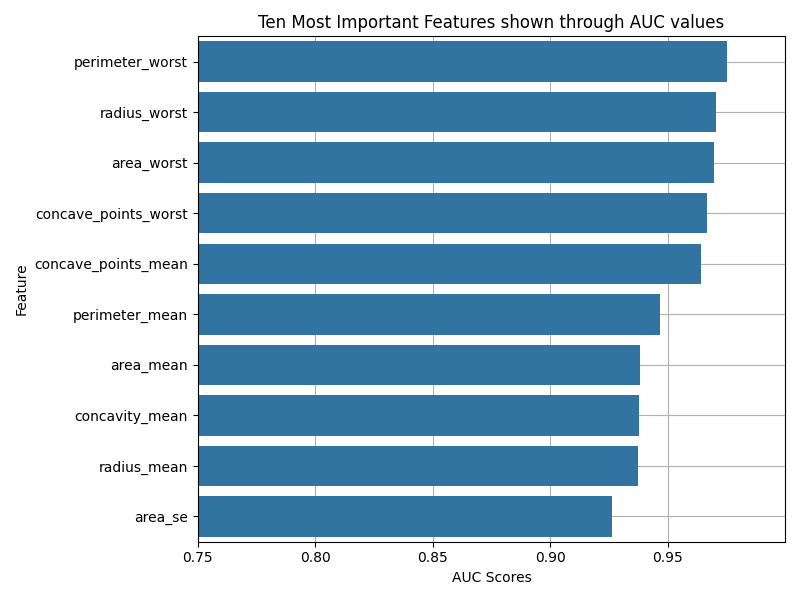 Ten Most Important Features shown through AUC values
perimeter_worst
radius_worst
area_worst
concave_points_worst
concave_points_mean
perimeter_mean
area_mean
concavity_mean
radius_mean
area_se
Feature
0.75 0.80 0.85 0.90 0.95
AUC Scores